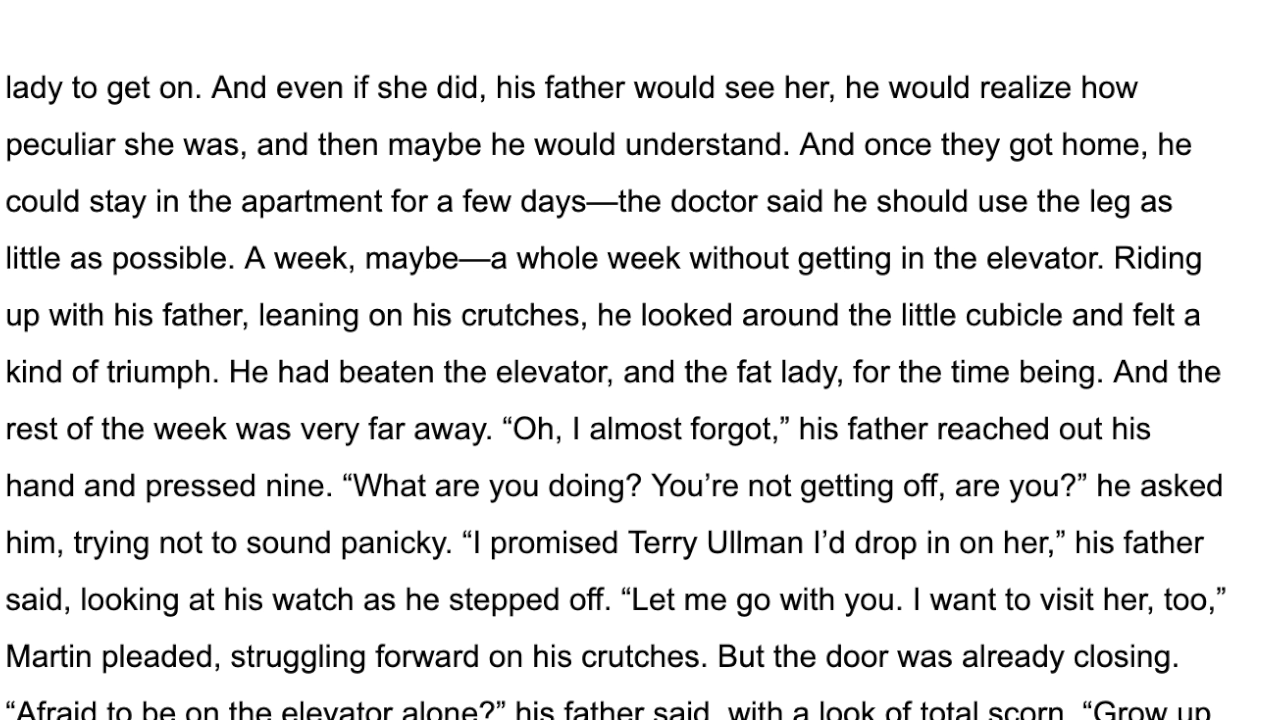 lady to get on. And even if she did, his father would see her, he would realize how
peculiar she was, and then maybe he would understand. And once they got home, he
could stay in the apartment for a few days—the doctor said he should use the leg as
little as possible. A week, maybe—a whole week without getting in the elevator. Riding
up with his father, leaning on his crutches, he looked around the little cubicle and felt a
kind of triumph. He had beaten the elevator, and the fat lady, for the time being. And the
rest of the week was very far away. “Oh, I almost forgot,” his father reached out his
hand and pressed nine. “What are you doing? You’re not getting off, are you?” he asked
him, trying not to sound panicky. “I promised Terry Ullman I’d drop in on her,” his father
said, looking at his watch as he stepped off. “Let me go with you. I want to visit her, too,”
Martin pleaded, struggling forward on his crutches. But the door was already closing.
“Afraid to be on the elevator alone?” his father said, with a look of total scorn. “Grow up,